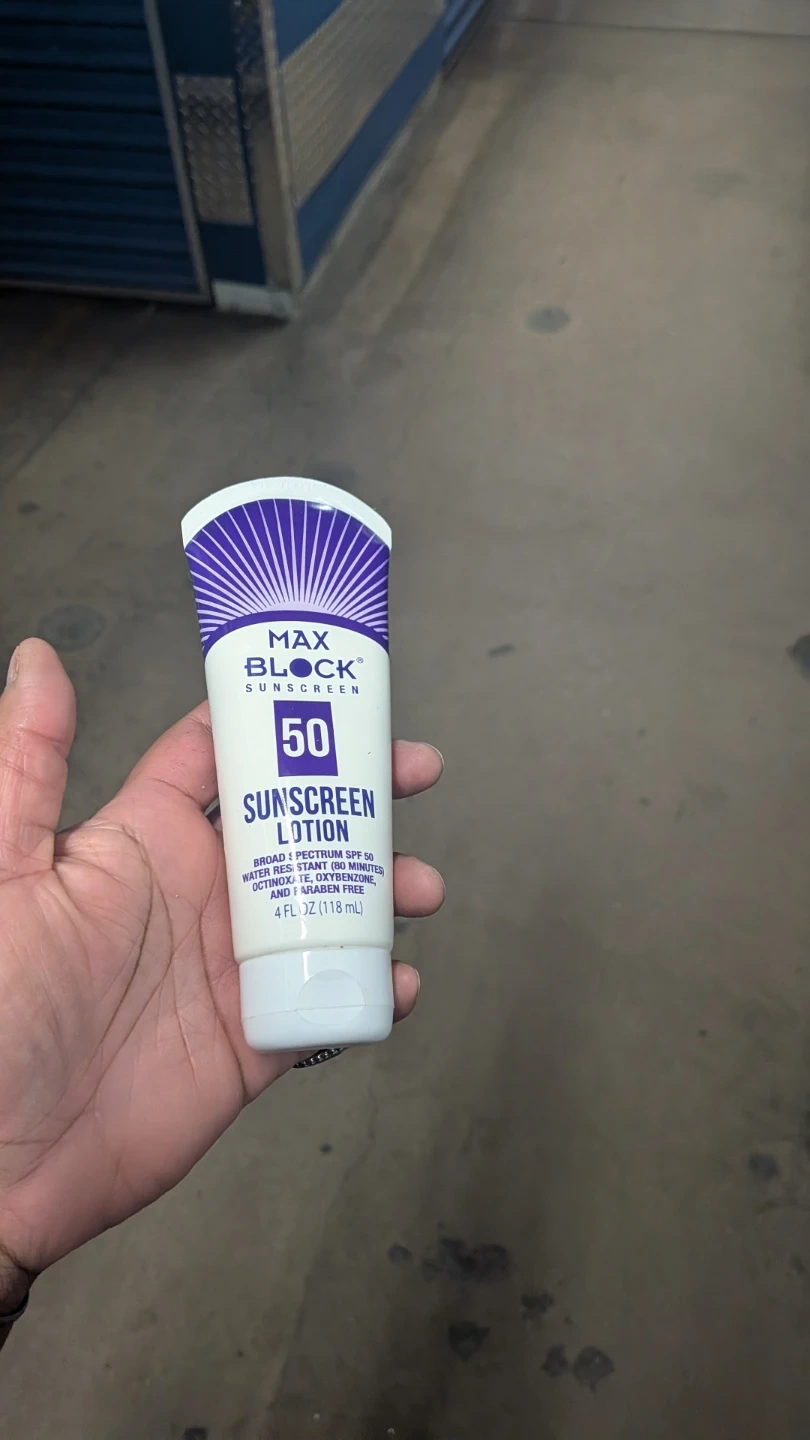 MAX
BLOCK®
SUNSCREEN
50
SUNSCREEN
LOTION
BROAD SPECTRUM SPF 50
WATER RESISTANT (80 MINUTES)
OCTINOXATE, OXYBENZONE,
AND PARABEN FREE
4 FL OZ (118 mL)